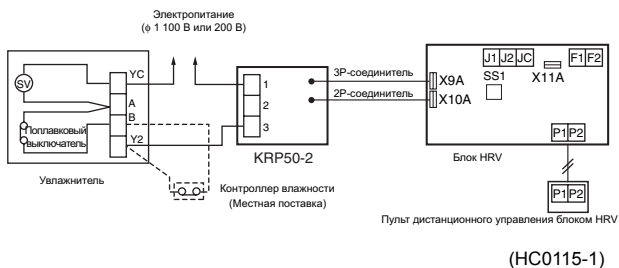 Электропитание
(ϕ 1 100 В или 200 В)
YC
SV
A
B
Поплавковый
выключатель
Y2
Увлажнитель
1
2
3
KRP50-2
Контроллер влажности
(Местная поставка)
3P-соединитель
2P-соединитель
X9A
X10A
J1 J2 JC
F1 F2
SS1
X11A
P1 P2
Блок HRV
P1 P2
Пульт дистанционного управления блоком HRV
(HC0115-1)